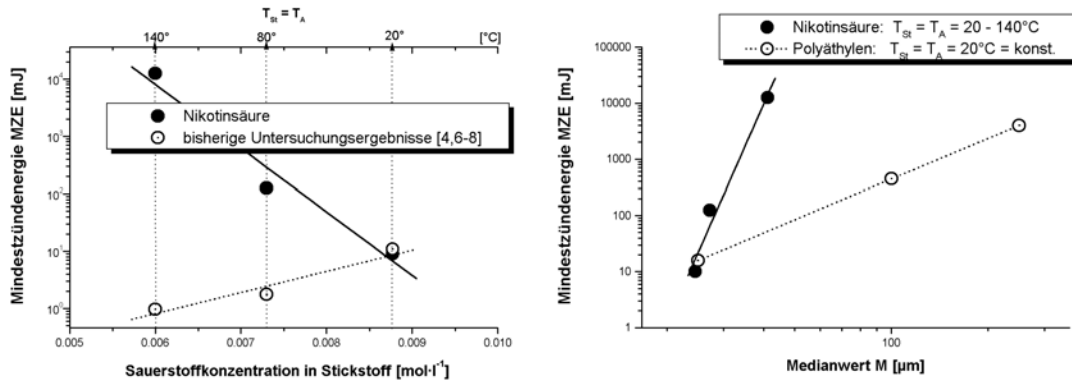 T_St = T_A
140° 80° 20° [°C]
Mindestzündenergie MZE [mJ]
10^4
10^3
10^2
10^1
10^0
Nikotinsäure
bisherige Untersuchungsergebnisse [4,6-8]
0.005 0.006 0.007 0.008 0.009 0.010
Sauerstoffkonzentration in Stickstoff [mol·l^-1]
Nikotinsäure: T_St = T_A = 20 - 140°C
Polyäthylen: T_St = T_A = 20°C = konst.
Mindestzündenergie MZE [mJ]
100000
10000
1000
100
10
1
100
Medianwert M [µm]